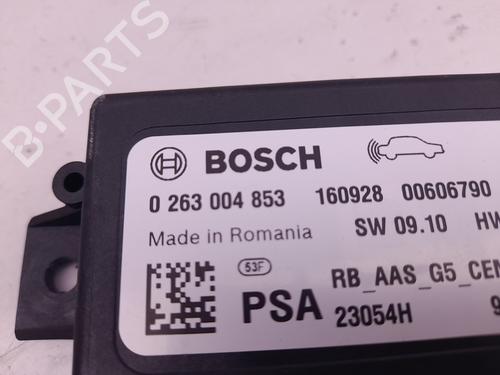 B-PARTS
BOSCH
0 263 004 853 160928 00606790
Made in Romania SW 09.10 HW
53F RB_AAS_G5_CEN
PSA 23054H 9